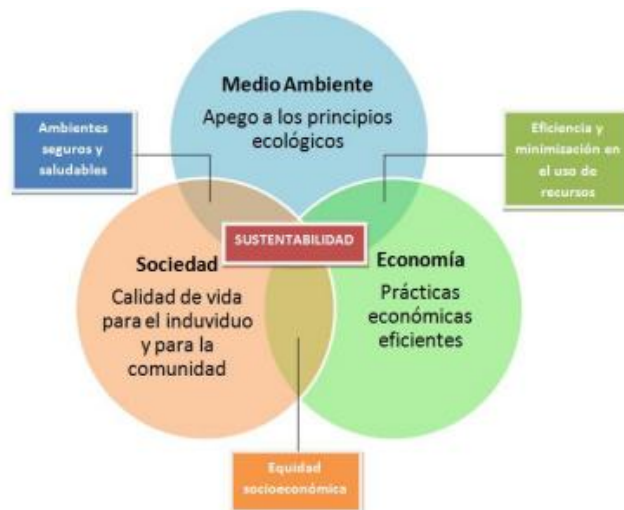 Medio Ambiente
Apego a los principios
ecológicos
Ambientes
seguros y
saludables
Eficiencia y
minimización en
el uso de
recursos
SUSTENTABILIDAD
Sociedad
Calidad de vida
para el induviduo
y para la
comunidad
Economía
Prácticas
económicas
eficientes
Equidad
socioeconómica